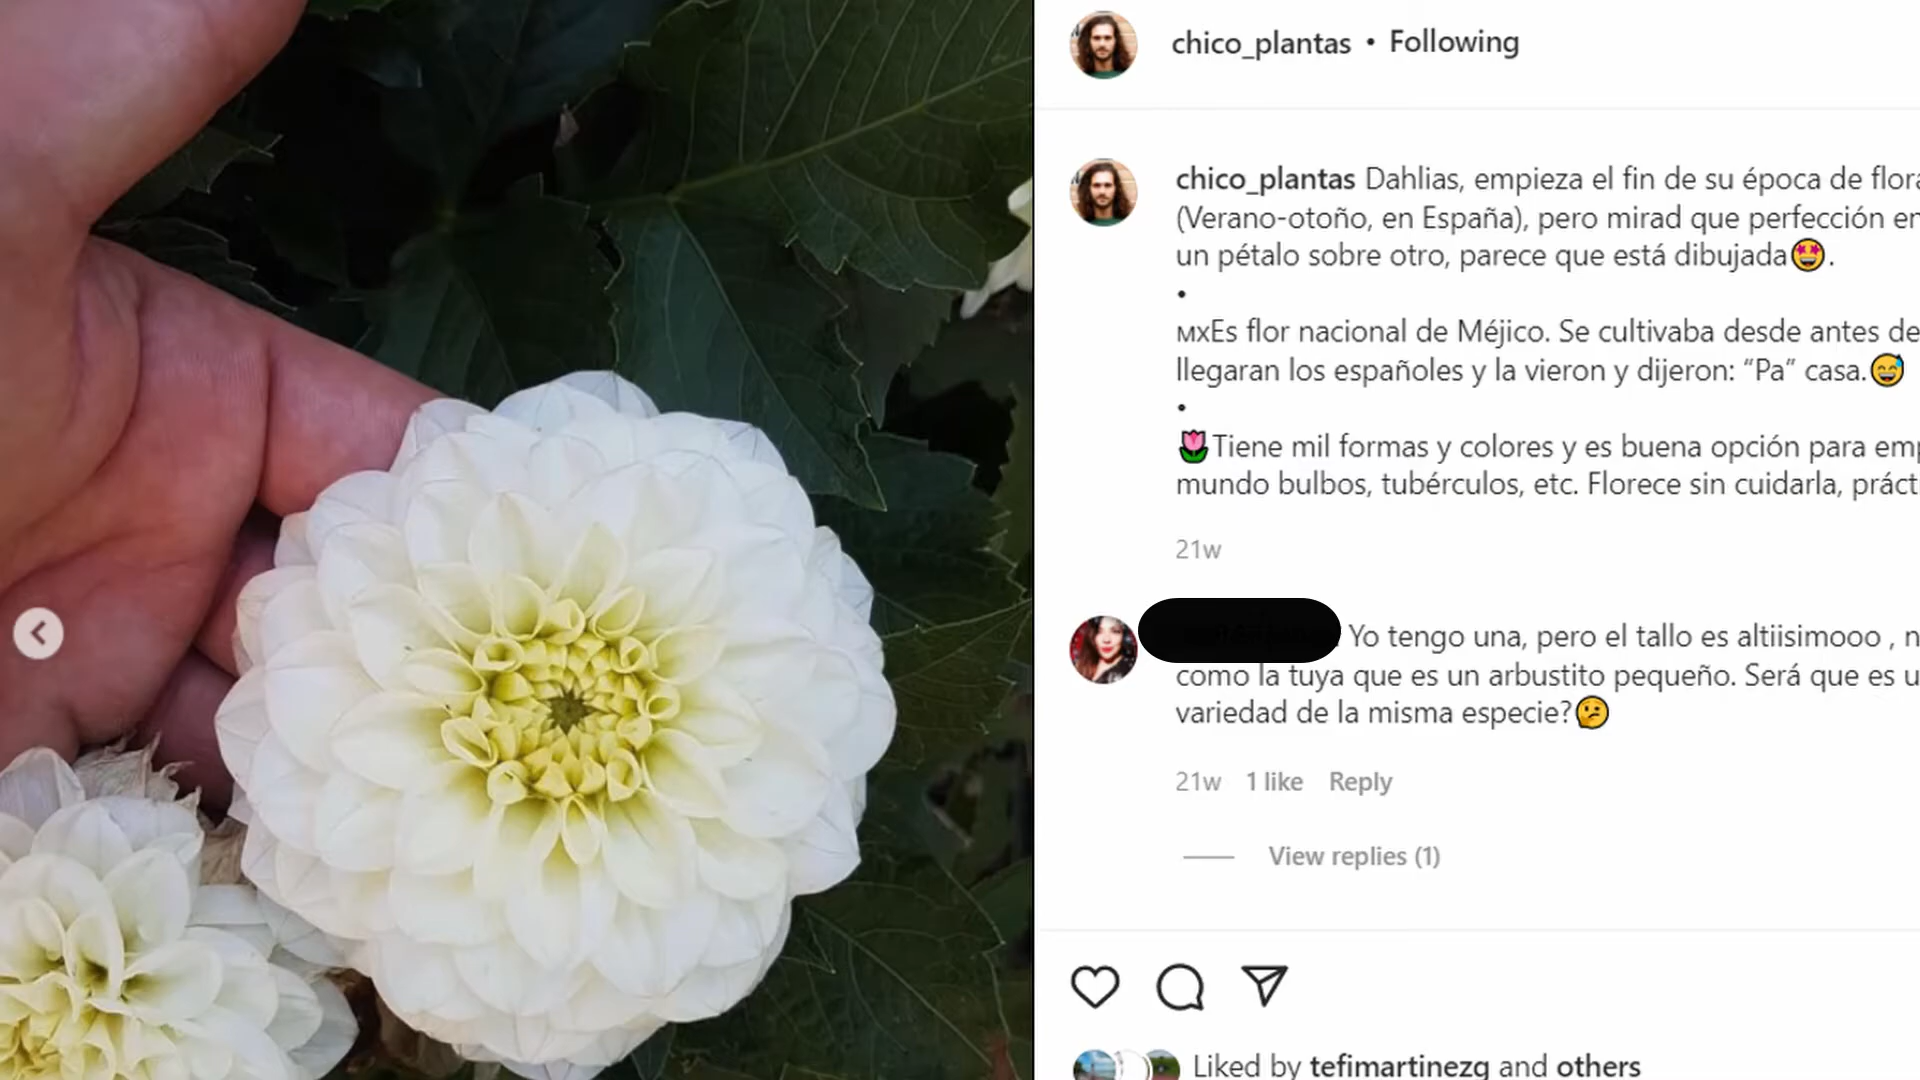 chico_plantas • Following
chico_plantas Dahlias, empieza el fin de su época de
(Verano-otoño, en España), pero mirad que perfección
un pétalo sobre otro, parece que está dibujada🤩.
•
MXEs flor nacional de Méjico. Se cultivaba desde antes de
llegaran los españoles y la vieron y dijeron: “Pa” casa.😅
•
🌷Tiene mil formas y colores y es buena opción para
mundo bulbos, tubérculos, etc. Florece sin cuidarla,
21w
Yo tengo una, pero el tallo es altiisimooo ,
como la tuya que es un arbustito pequeño. Será que es
variedad de la misma especie?🤔
21w 1 like Reply
View replies (1)
Liked by tefimartinezg and others